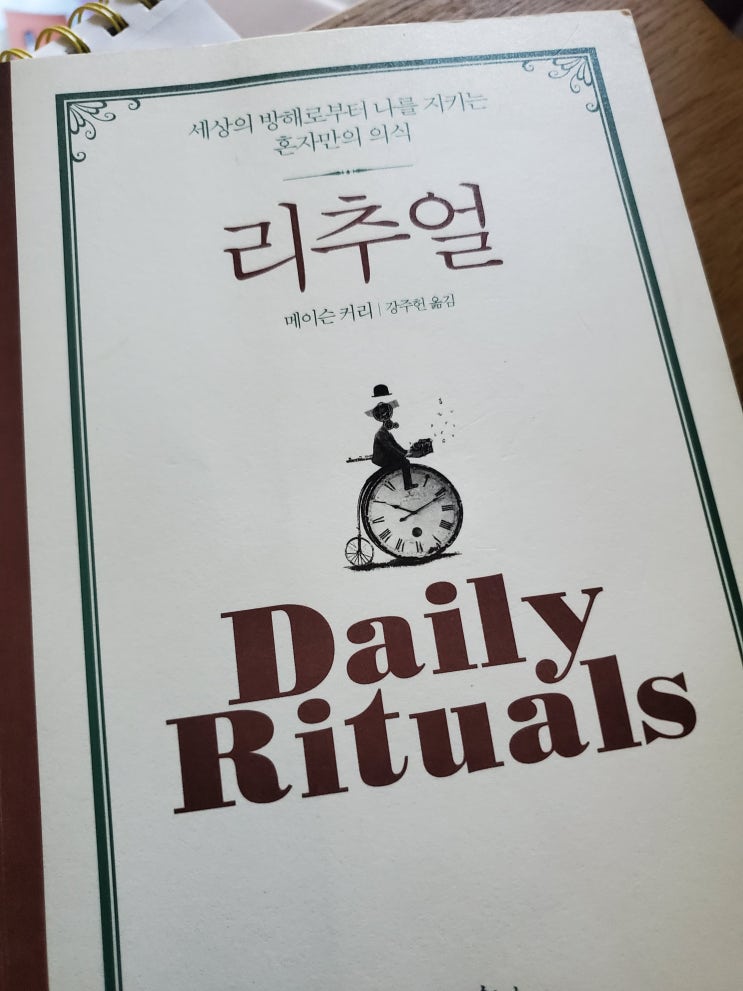 세상의 방해로부터 나를 지키는
혼자만의 의식
리추얼
메이슨 커리 | 강주헌 옮김
Daily
Rituals